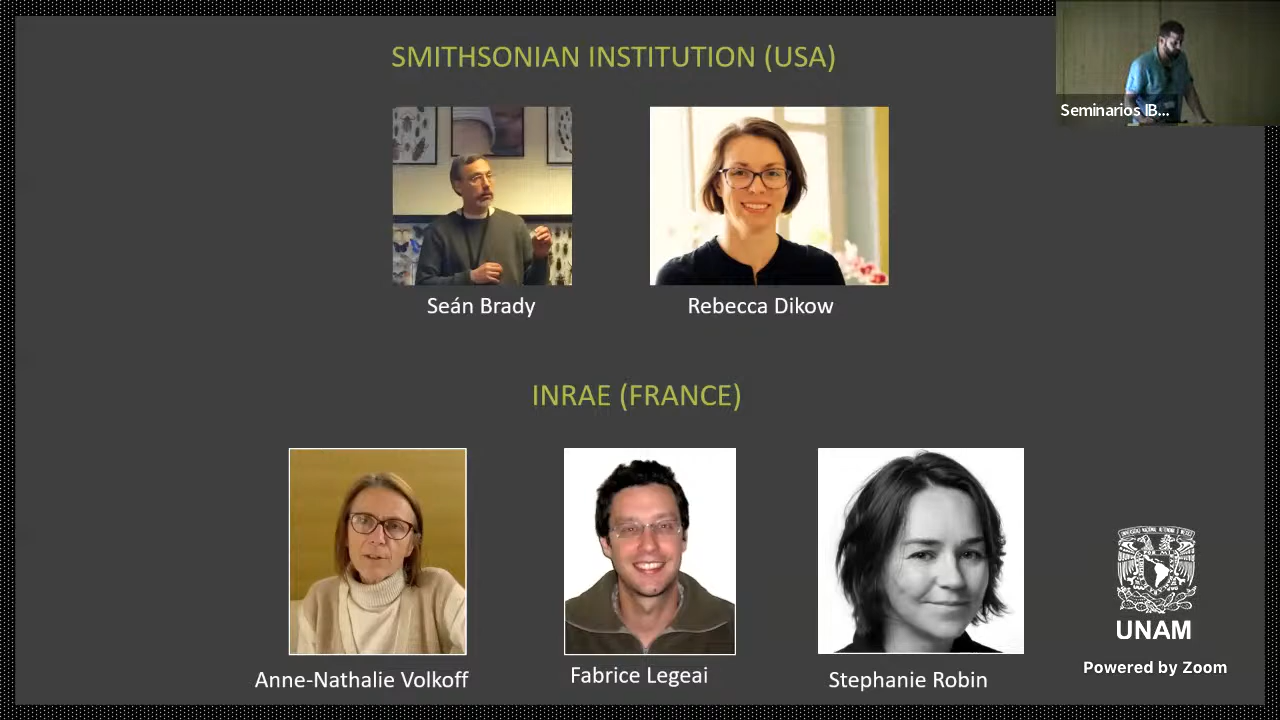 SMITHSONIAN INSTITUTION (USA)
Seminarios IB...
Seán Brady
Rebecca Dikow
INRAE (FRANCE)
Anne-Nathalie Volkoff
Fabrice Legeai
Stephanie Robin
UNAM
Powered by Zoom